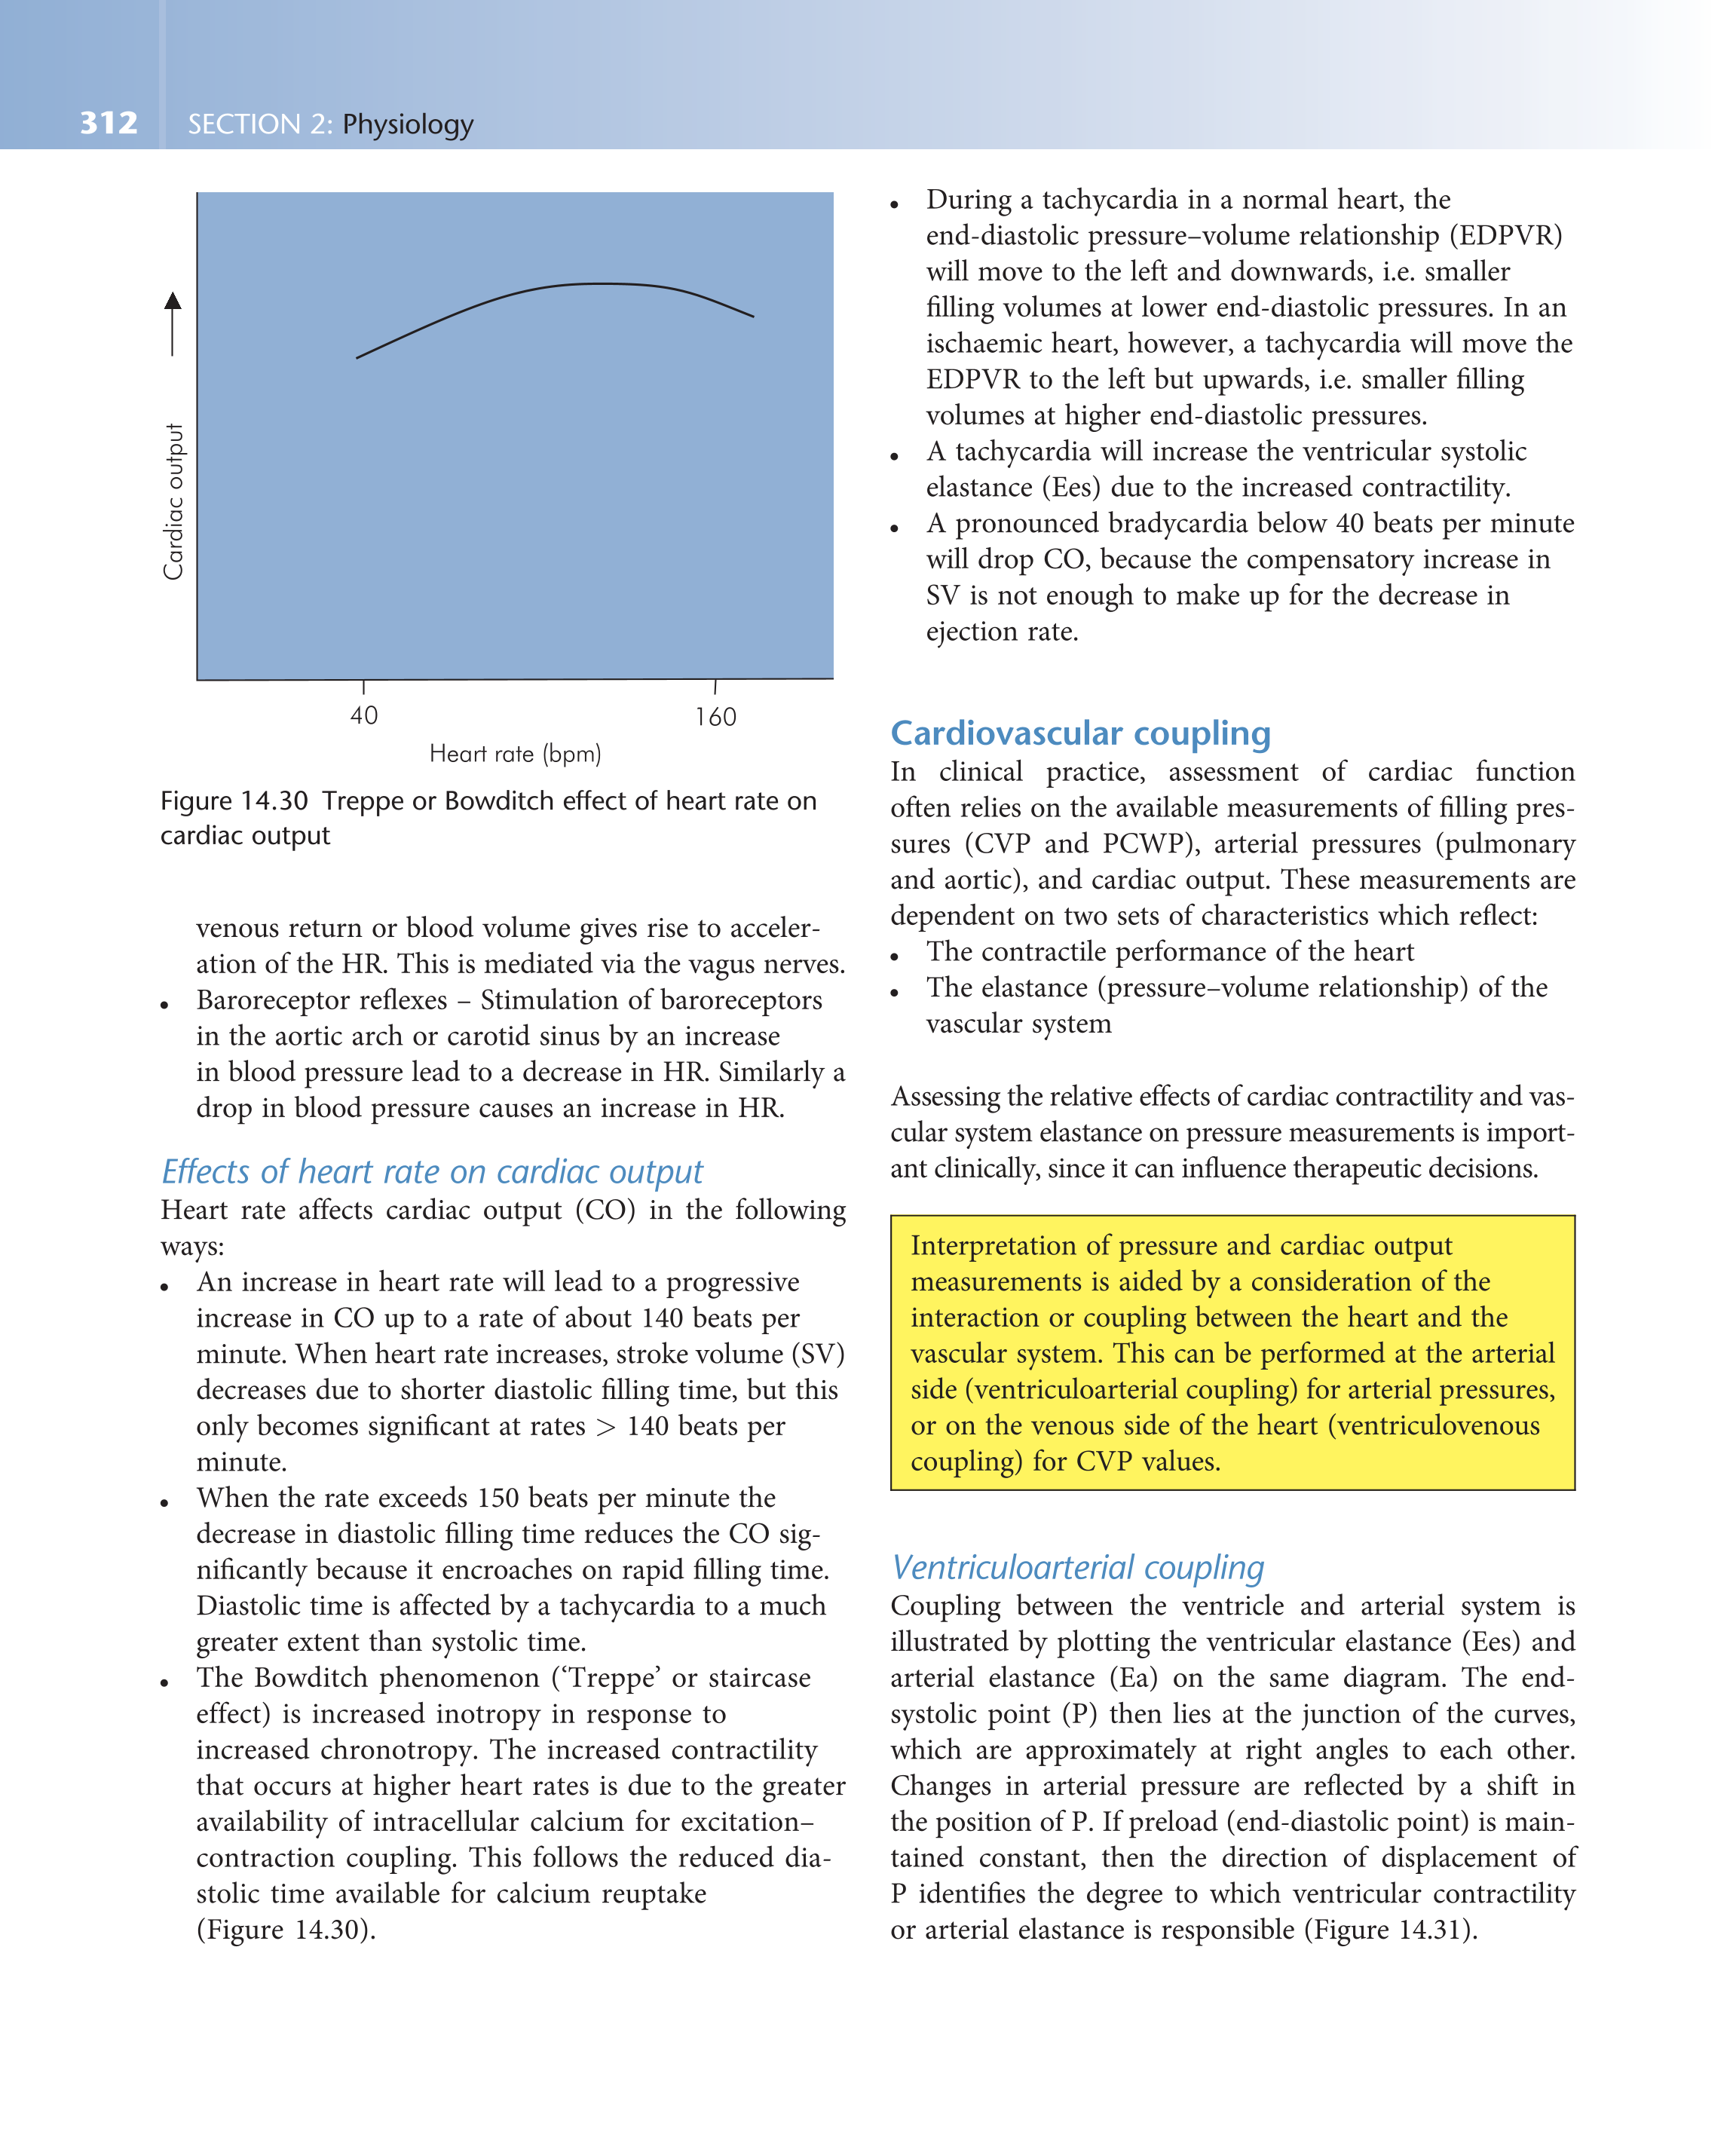 312 SECTION 2: Physiology
Cardiac output
40 160
Heart rate (bpm)
Figure 14.30 Treppe or Bowditch effect of heart rate on
cardiac output
venous return or blood volume gives rise to acceler-
ation of the HR. This is mediated via the vagus nerves.
• Baroreceptor reflexes – Stimulation of baroreceptors
in the aortic arch or carotid sinus by an increase
in blood pressure lead to a decrease in HR. Similarly a
drop in blood pressure causes an increase in HR.
Effects of heart rate on cardiac output
Heart rate affects cardiac output (CO) in the following
ways:
• An increase in heart rate will lead to a progressive
increase in CO up to a rate of about 140 beats per
minute. When heart rate increases, stroke volume (SV)
decreases due to shorter diastolic filling time, but this
only becomes significant at rates > 140 beats per
minute.
• When the rate exceeds 150 beats per minute the
decrease in diastolic filling time reduces the CO sig-
nificantly because it encroaches on rapid filling time.
Diastolic time is affected by a tachycardia to a much
greater extent than systolic time.
• The Bowditch phenomenon (‘Treppe’ or staircase
effect) is increased inotropy in response to
increased chronotropy. The increased contractility
that occurs at higher heart rates is due to the greater
availability of intracellular calcium for excitation–
contraction coupling. This follows the reduced dia-
stolic time available for calcium reuptake
(Figure 14.30).
• During a tachycardia in a normal heart, the
end-diastolic pressure–volume relationship (EDPVR)
will move to the left and downwards, i.e. smaller
filling volumes at lower end-diastolic pressures. In an
ischaemic heart, however, a tachycardia will move the
EDPVR to the left but upwards, i.e. smaller filling
volumes at higher end-diastolic pressures.
• A tachycardia will increase the ventricular systolic
elastance (Ees) due to the increased contractility.
• A pronounced bradycardia below 40 beats per minute
will drop CO, because the compensatory increase in
SV is not enough to make up for the decrease in
ejection rate.
Cardiovascular coupling
In clinical practice, assessment of cardiac function
often relies on the available measurements of filling pres-
sures (CVP and PCWP), arterial pressures (pulmonary
and aortic), and cardiac output. These measurements are
dependent on two sets of characteristics which reflect:
• The contractile performance of the heart
• The elastance (pressure–volume relationship) of the
vascular system
Assessing the relative effects of cardiac contractility and vas-
cular system elastance on pressure measurements is import-
ant clinically, since it can influence therapeutic decisions.
Interpretation of pressure and cardiac output
measurements is aided by a consideration of the
interaction or coupling between the heart and the
vascular system. This can be performed at the arterial
side (ventriculoarterial coupling) for arterial pressures,
or on the venous side of the heart (ventriculovenous
coupling) for CVP values.
Ventriculoarterial coupling
Coupling between the ventricle and arterial system is
illustrated by plotting the ventricular elastance (Ees) and
arterial elastance (Ea) on the same diagram. The end-
systolic point (P) then lies at the junction of the curves,
which are approximately at right angles to each other.
Changes in arterial pressure are reflected by a shift in
the position of P. If preload (end-diastolic point) is main-
tained constant, then the direction of displacement of
P identifies the degree to which ventricular contractility
or arterial elastance is responsible (Figure 14.31).